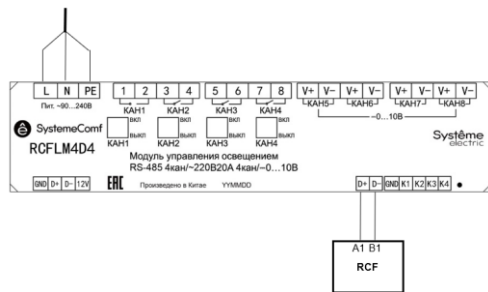 L N PE 1 2 3 4 5 6 7 8 V+ V- V+ V- V+ V- V+ V-
Пит. ~90...240В КАН1 КАН2 КАН3 КАН4 КАН5 КАН6 КАН7 КАН8
–0...10В
ВКЛ ВКЛ ВКЛ ВКЛ
ВЫКЛ ВЫКЛ ВЫКЛ ВЫКЛ
КАН1 КАН2 КАН3 КАН4
SystemeComf
RCFLM4D4
Systême
electric
Модуль управления освещением
RS-485 4кан/~220В20А 4кан/–0...10В
GND D+ D- 12V
EAC Произведено в Китае YYMMDD
D+ D- GND K1 K2 K3 K4
A1 B1
RCF